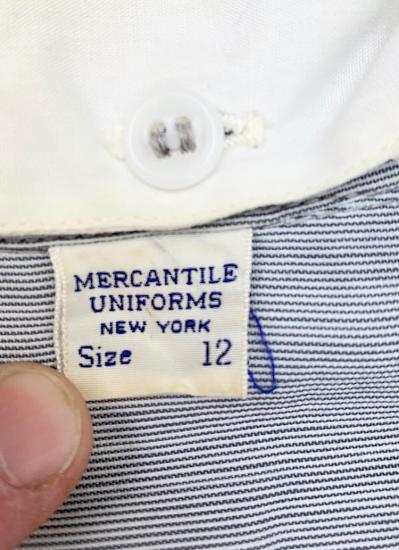 MERCANTILE
UNIFORMS
NEW YORK
Size 12